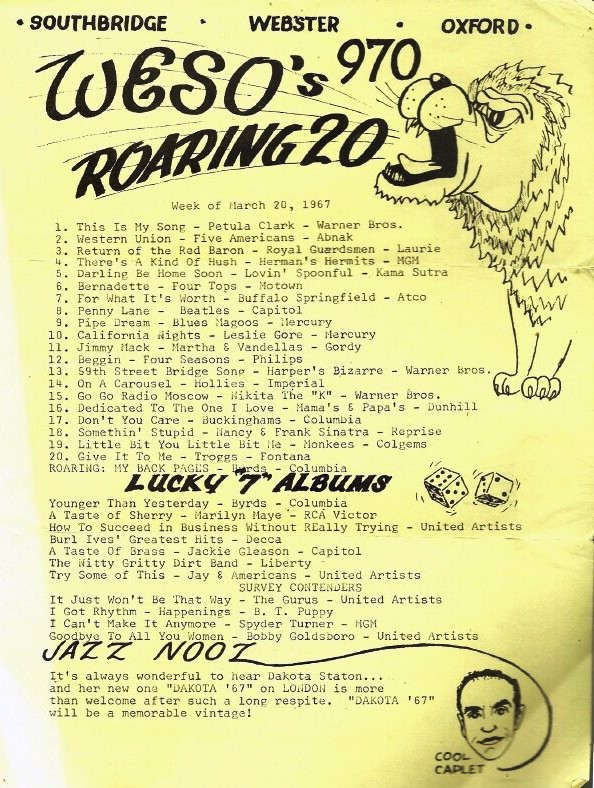 • SOUTHBRIDGE • WEBSTER • OXFORD •
WESO's 970
ROARING 20
Week of March 20, 1967
1. This Is My Song - Petula Clark - Warner Bros.
2. Western Union - Five Americans - Abnak
3. Return of the Red Baron - Royal Guardsmen - Laurie
4. There's A Kind Of Hush - Herman's Hermits - MGM
5. Darling Be Home Soon - Lovin' Spoonful - Kama Sutra
6. Bernadette - Four Tops - Motown
7. For What It's Worth - Buffalo Springfield - Atco
8. Penny Lane - Beatles - Capitol
9. Pipe Dream - Blues Magoos - Mercury
10. California Nights - Leslie Gore - Mercury
11. Jimmy Mack - Martha & Vandellas - Gordy
12. Beggin - Four Seasons - Philips
13. 59th Street Bridge Song - Harper's Bizarre - Warner Bros.
14. On A Carousel - Hollies - Imperial
15. Go Go Radio Moscow - Nikita The "K" - Warner Bros.
16. Dedicated To The One I Love - Mama's & Papa's - Dunhill
17. Don't You Care - Buckinghams - Columbia
18. Somethin' Stupid - Nancy & Frank Sinatra - Reprise
19. Little Bit You Little Bit Me - Monkees - Colgems
20. Give It To Me - Troggs - Fontana
ROARING: MY BACK PAGES - Byrds - Columbia
LUCKY "7" ALBUMS
Younger Than Yesterday - Byrds - Columbia
A Taste of Sherry - Marilyn Maye - RCA Victor
How To Succeed in Business Without REally Trying - United Artists
Burl Ives' Greatest Hits - Decca
A Taste Of Brass - Jackie Gleason - Capitol
The Nitty Gritty Dirt Band - Liberty
Try Some of This - Jay & Americans - United Artists
SURVEY CONTENDERS
It Just Won't Be That Way - The Gurus - United Artists
I Got Rhythm - Happenings - B. T. Puppy
I Can't Make It Anymore - Spyder Turner - MGM
Goodbye To All You Women - Bobby Goldsboro - United Artists
JAZZ NOOZ
It's always wonderful to hear Dakota Staton...
and her new one "DAKOTA '67" on LONDON is more
than welcome after such a long respite. "DAKOTA '67"
will be a memorable vintage!
COOL
CAPLET